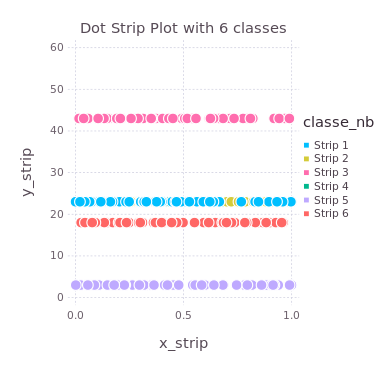 Dot Strip Plot with 6 classes
60
50
40
30
20
10
0
y_strip
0.0
0.5
1.0
x_strip
classe_nb
Strip 1
Strip 2
Strip 3
Strip 4
Strip 5
Strip 6